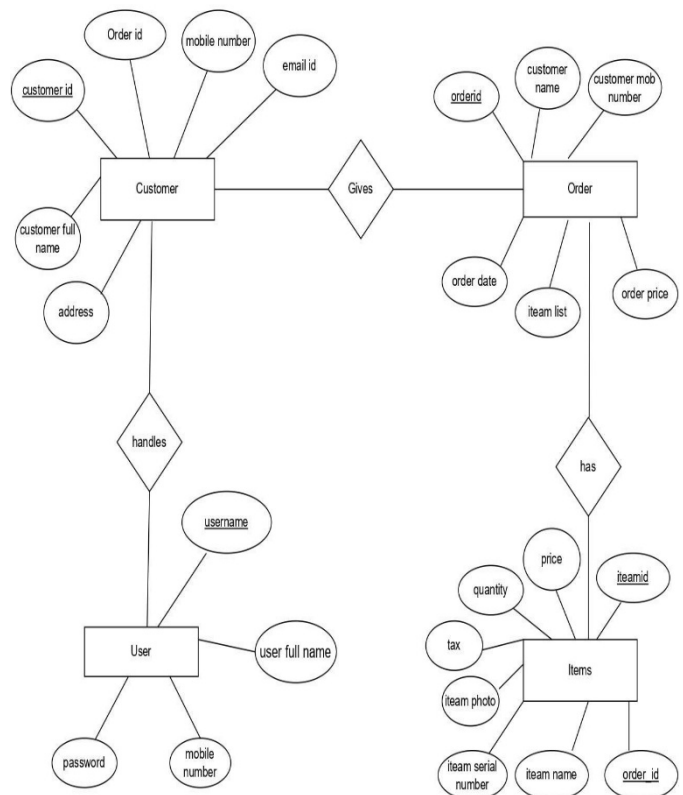 Order id
mobile number
email id
customer id
Customer
customer full
name
address
Gives
orderid
customer
name
customer mob
number
Order
order date
iteam list
order price
handles
has
username
User
user full name
password
mobile
number
price
iteamid
quantity
tax
Items
iteam photo
iteam serial
number
iteam name
order_id